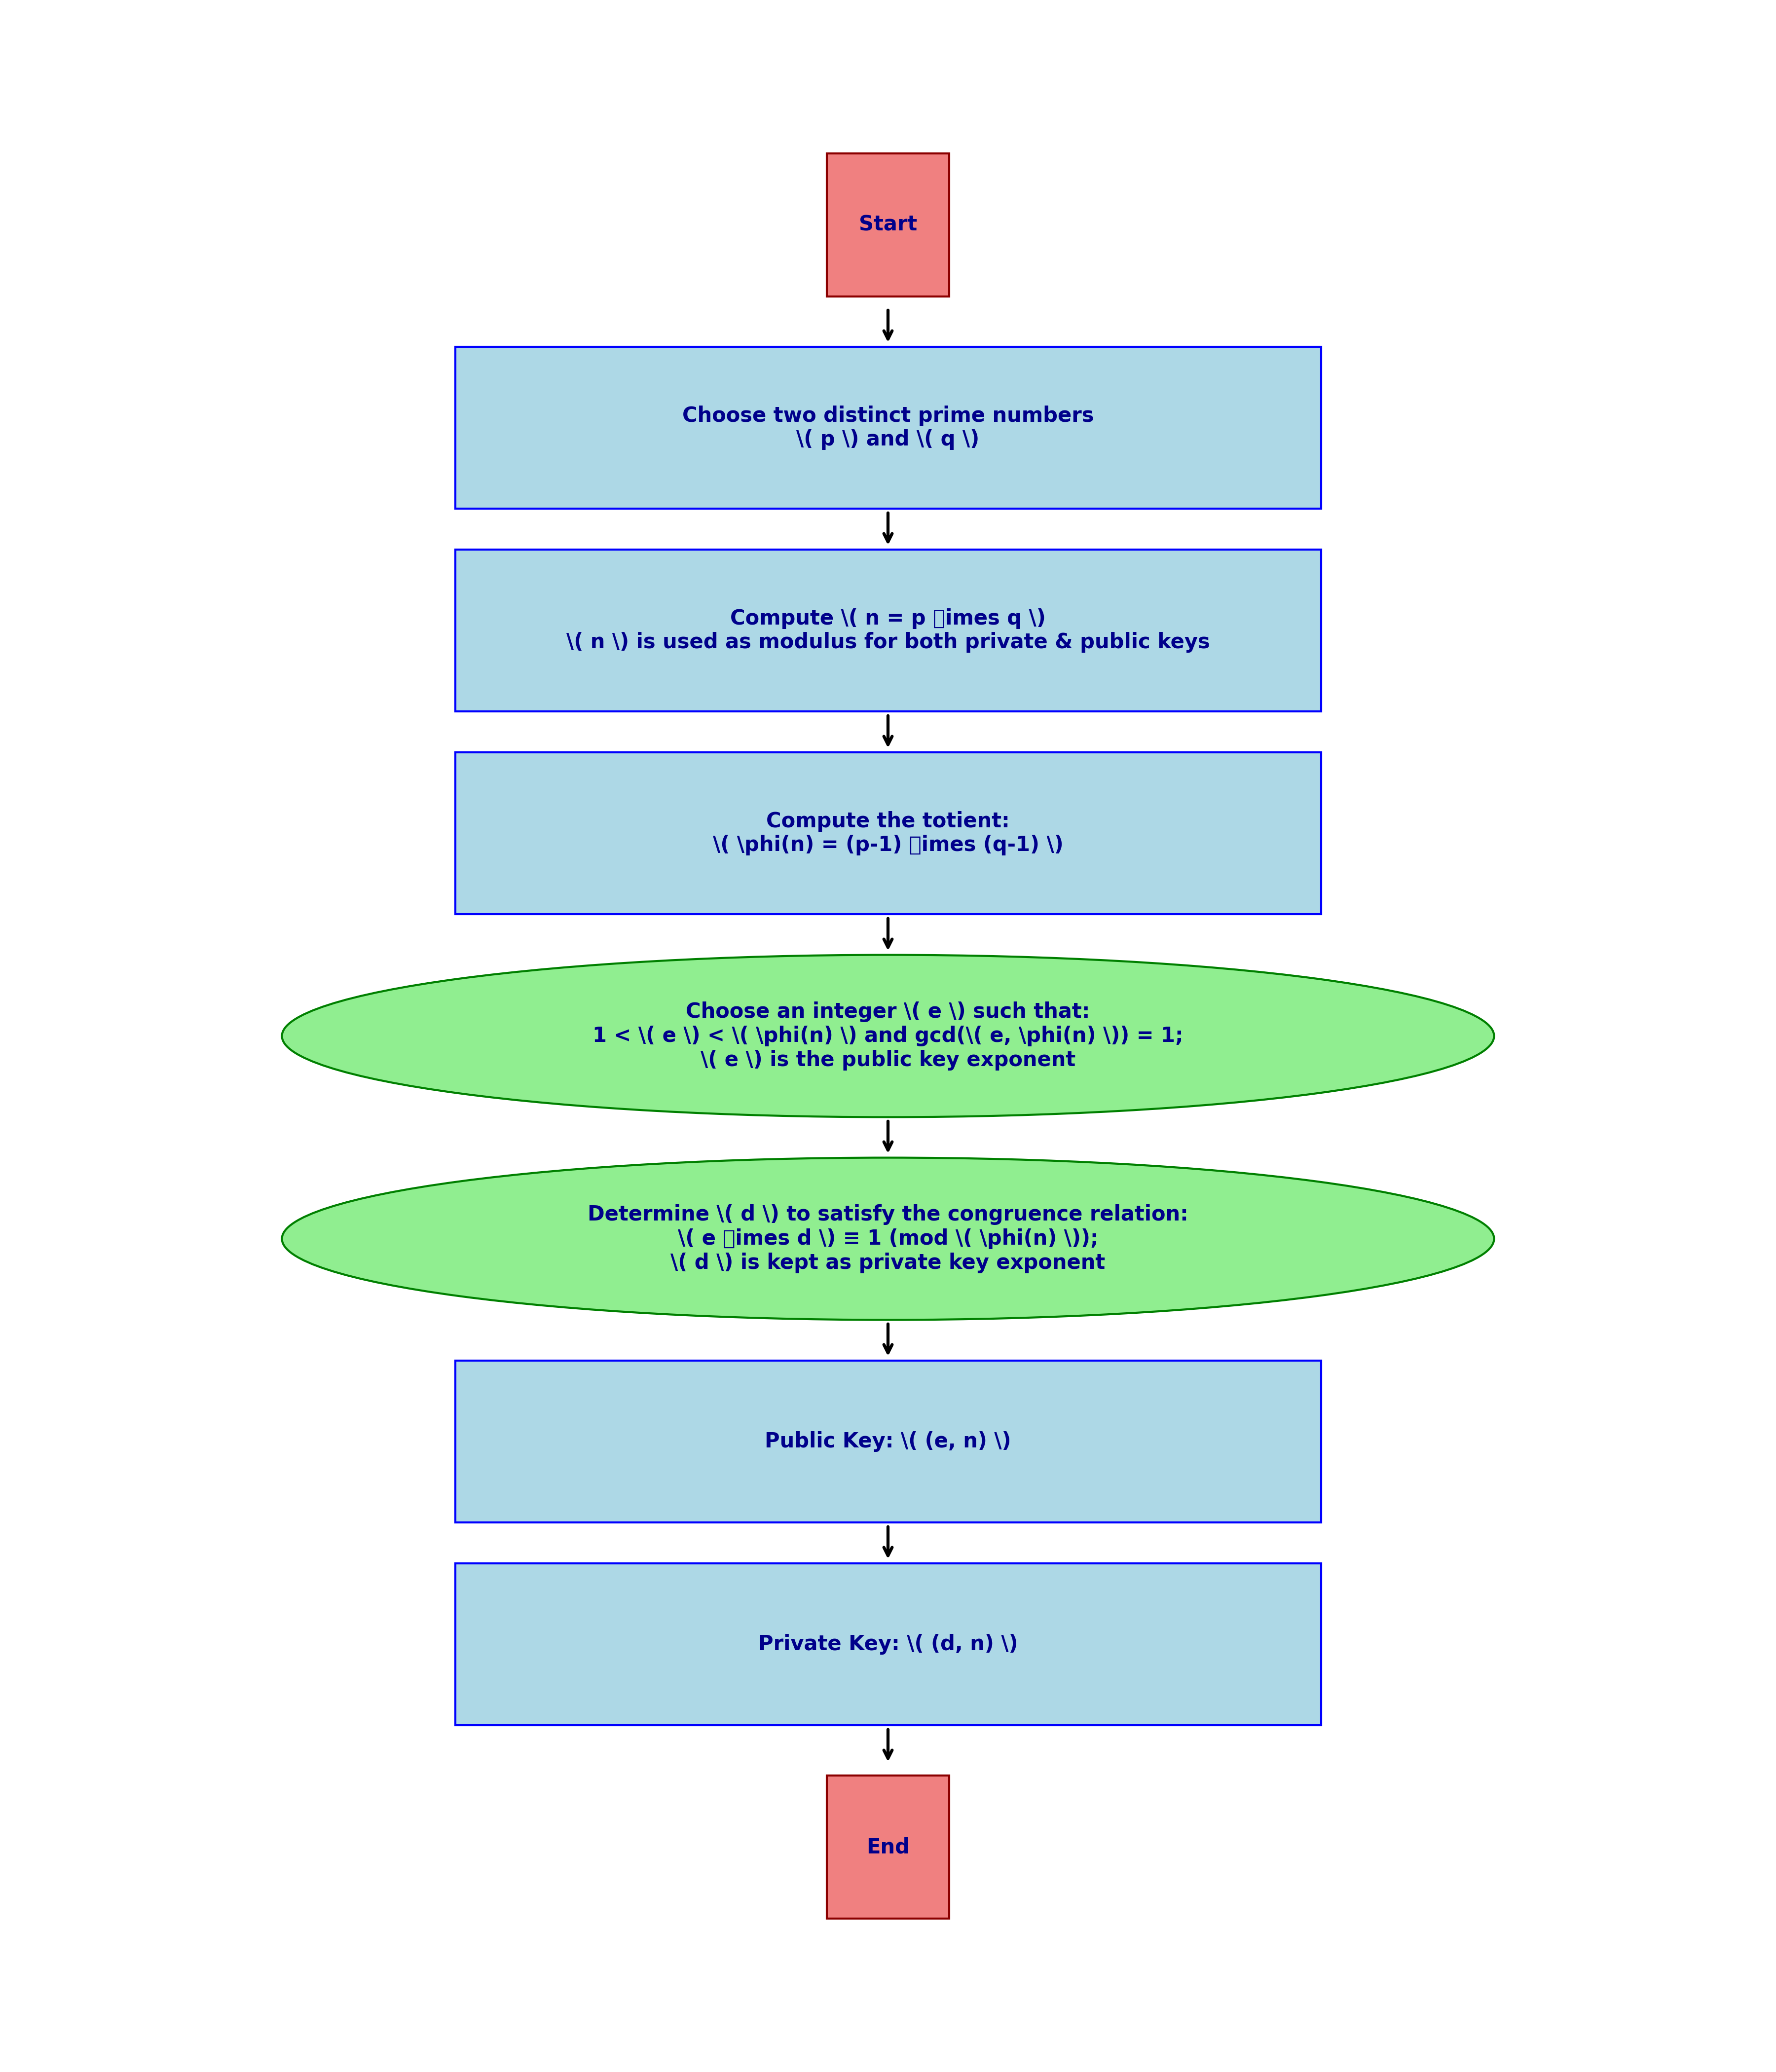 Start
Choose two distinct prime numbers
\( p \) and \( q \)
Compute \( n = p ▯imes q \)
\( n \) is used as modulus for both private & public keys
Compute the totient:
\( \phi(n) = (p-1) ▯imes (q-1) \)
Choose an integer \( e \) such that:
1 < \( e \) < \( \phi(n) \) and gcd(\( e, \phi(n) \)) = 1;
\( e \) is the public key exponent
Determine \( d \) to satisfy the congruence relation:
\( e ▯imes d \) ≡ 1 (mod \( \phi(n) \));
\( d \) is kept as private key exponent
Public Key: \( (e, n) \)
Private Key: \( (d, n) \)
End